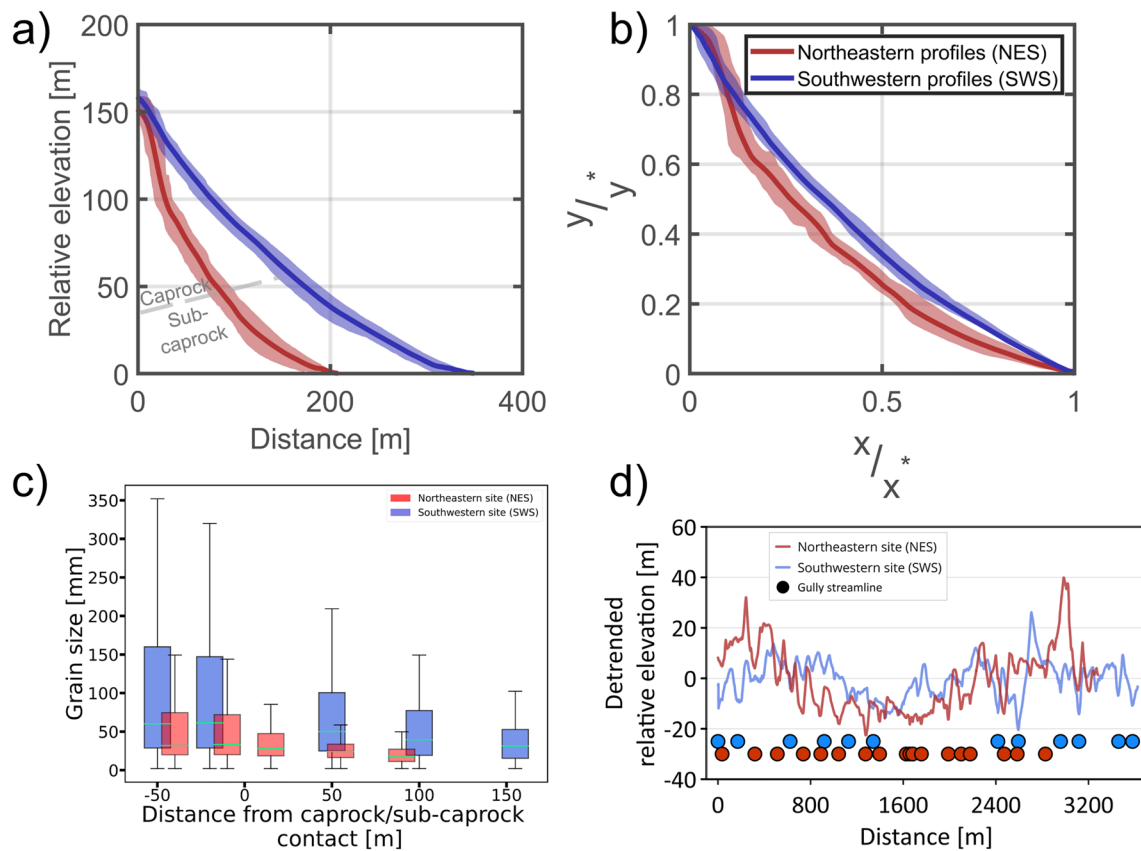 a)
200
150
100
50
0
Relative elevation [m]
Caprock
Sub-
caprock
0
200
400
Distance [m]
b)
Northeastern profiles (NES)
Southwestern profiles (SWS)
1
0.8
0.6
0.4
0.2
0
y/y*
0
0.5
1
x/x*
c)
Northeastern site (NES)
Southwestern site (SWS)
350
300
250
200
150
100
50
0
Grain size [mm]
-50
0
50
100
150
Distance from caprock/sub-caprock
contact [m]
d)
Northeastern site (NES)
Southwestern site (SWS)
Gully streamline
60
40
20
0
-20
-40
Detrended
relative elevation [m]
0
800
1600
2400
3200
Distance [m]